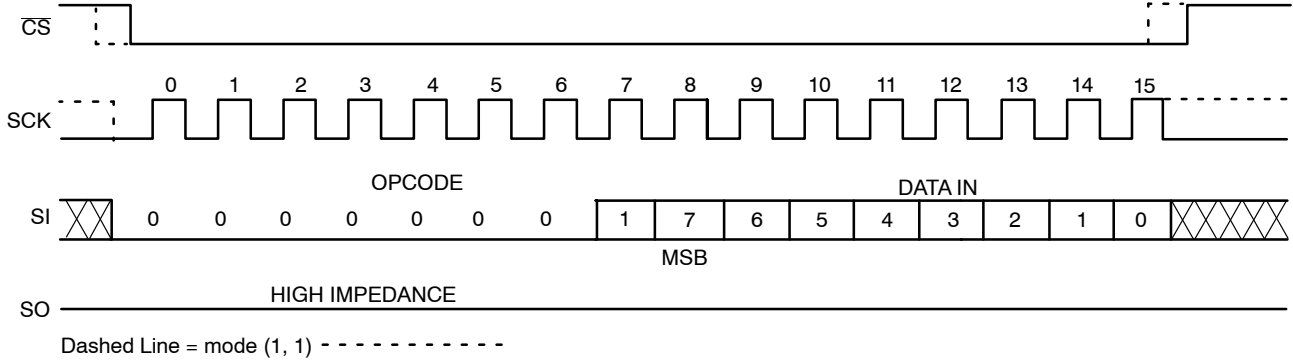 CS
0 1 2 3 4 5 6 7 8 9 10 11 12 13 14 15
SCK
OPCODE DATA IN
SI 0 0 0 0 0 0 0 1 7 6 5 4 3 2 1 0
MSB
HIGH IMPEDANCE
SO
Dashed Line = mode (1, 1)